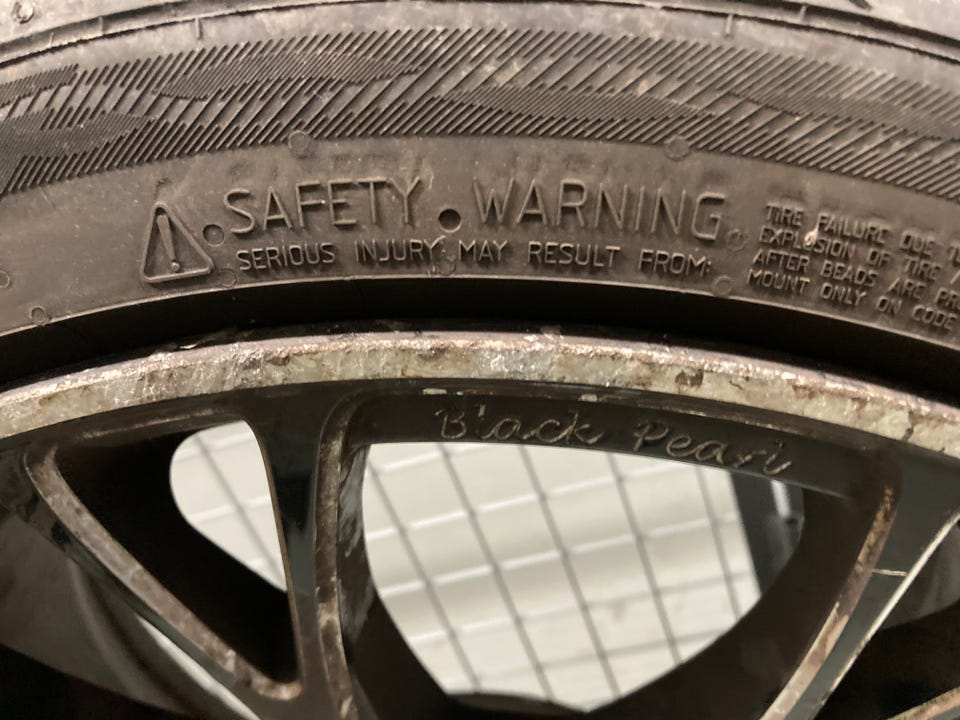 SAFETY WARNING
SERIOUS INJURY MAY RESULT FROM:
TIRE FAILURE DUE
EXPLOSION OF TIRE
AFTER BEADS ARE
MOUNT ONLY ON CODE
Black Pearl